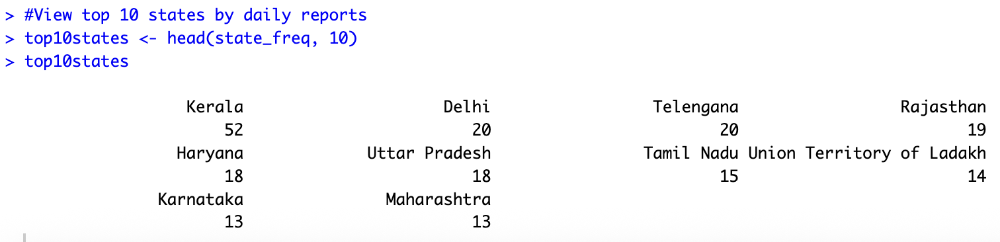 > #View top 10 states by daily reports
> top10states <- head(state_freq, 10)
> top10states
Kerala Delhi Telengana Rajasthan
52 20 20 19
Haryana Uttar Pradesh Tamil Nadu Union Territory of Ladakh
18 18 15 14
Karnataka Maharashtra
13 13